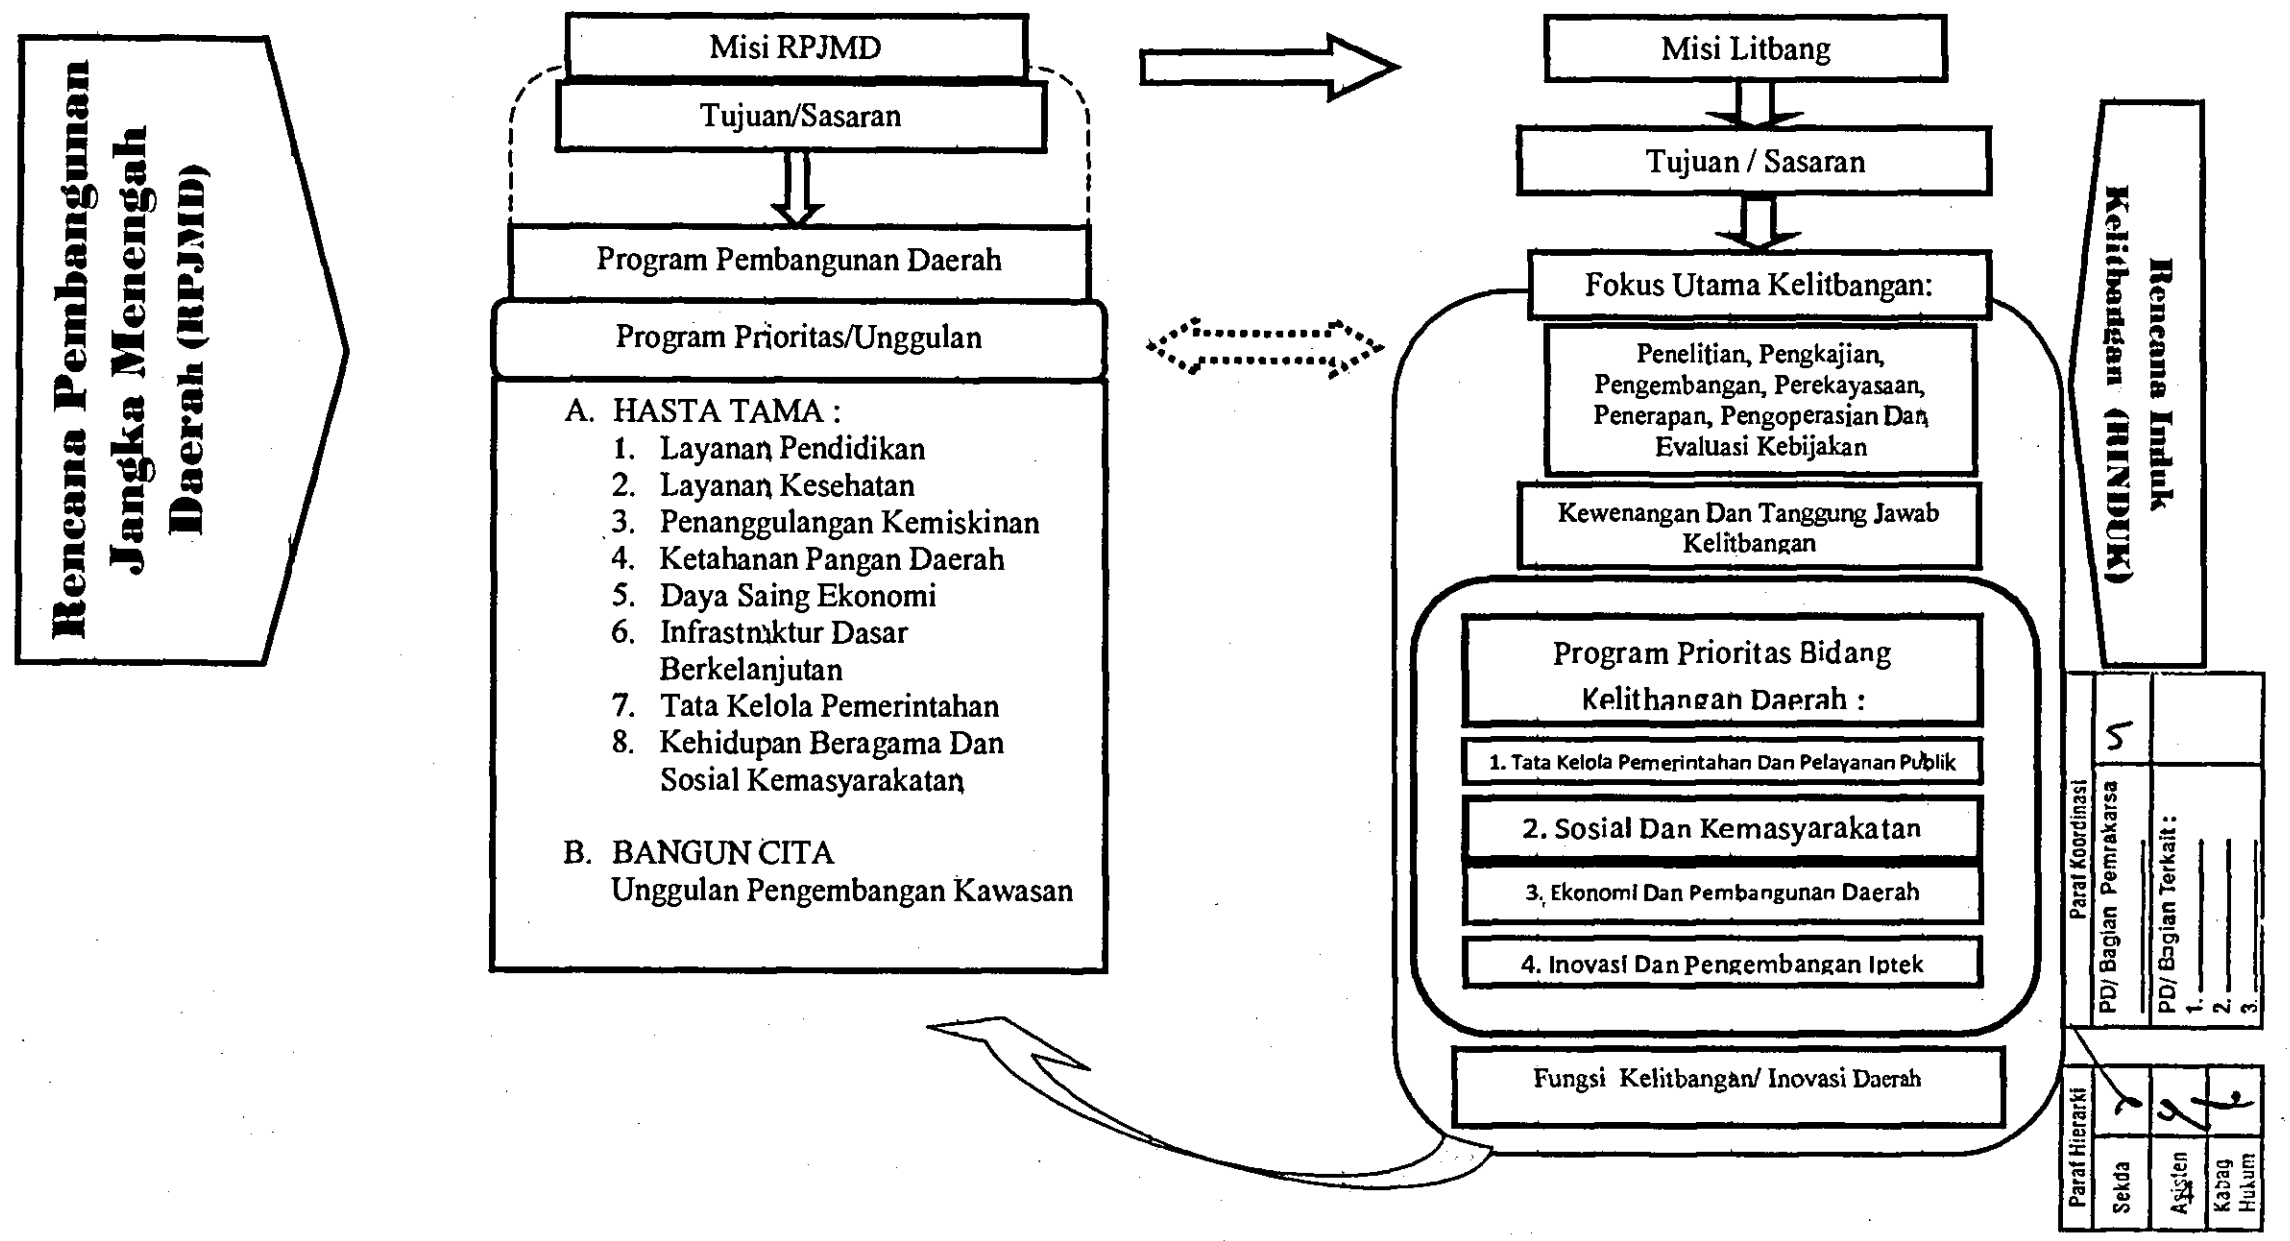 Rencana Pembangunan
Jangka Menengah
Daerah (RPJMD)
Misi RPJMD
Tujuan/Sasaran
Program Pembangunan Daerah
Program Prioritas/Unggulan
A. HASTA TAMA :
1. Layanan Pendidikan
2. Layanan Kesehatan
3. Penanggulangan Kemiskinan
4. Ketahanan Pangan Daerah
5. Daya Saing Ekonomi
6. Infrastruktur Dasar
Berkelanjutan
7. Tata Kelola Pemerintahan
8. Kehidupan Beragama Dan
Sosial Kemasyarakatan
B. BANGUN CITA
Unggulan Pengembangan Kawasan
Misi Litbang
Tujuan / Sasaran
Fokus Utama Kelitbangan:
Penelitian, Pengkajian,
Pengembangan, Perekayasaan,
Penerapan, Pengoperasian Dan
Evaluasi Kebijakan
Kewenangan Dan Tanggung Jawab
Kelitbangan
Program Prioritas Bidang
Kelitbangan Daerah :
1. Tata Kelola Pemerintahan Dan Pelayanan Publik
2. Sosial Dan Kemasyarakatan
3. Ekonomi Dan Pembangunan Daerah
4. Inovasi Dan Pengembangan Iptek
Fungsi Kelitbangan/ Inovasi Daerah
Rencana Induk
Kelitbangan (RINDUK)
Paraf Koordinasi
PD/ Bagian Pemrakarsa
PD/ Bagian Terkait :
1.
2.
3.
Paraf Hierarki
Sekda
Asisten
Kabag
Hukum